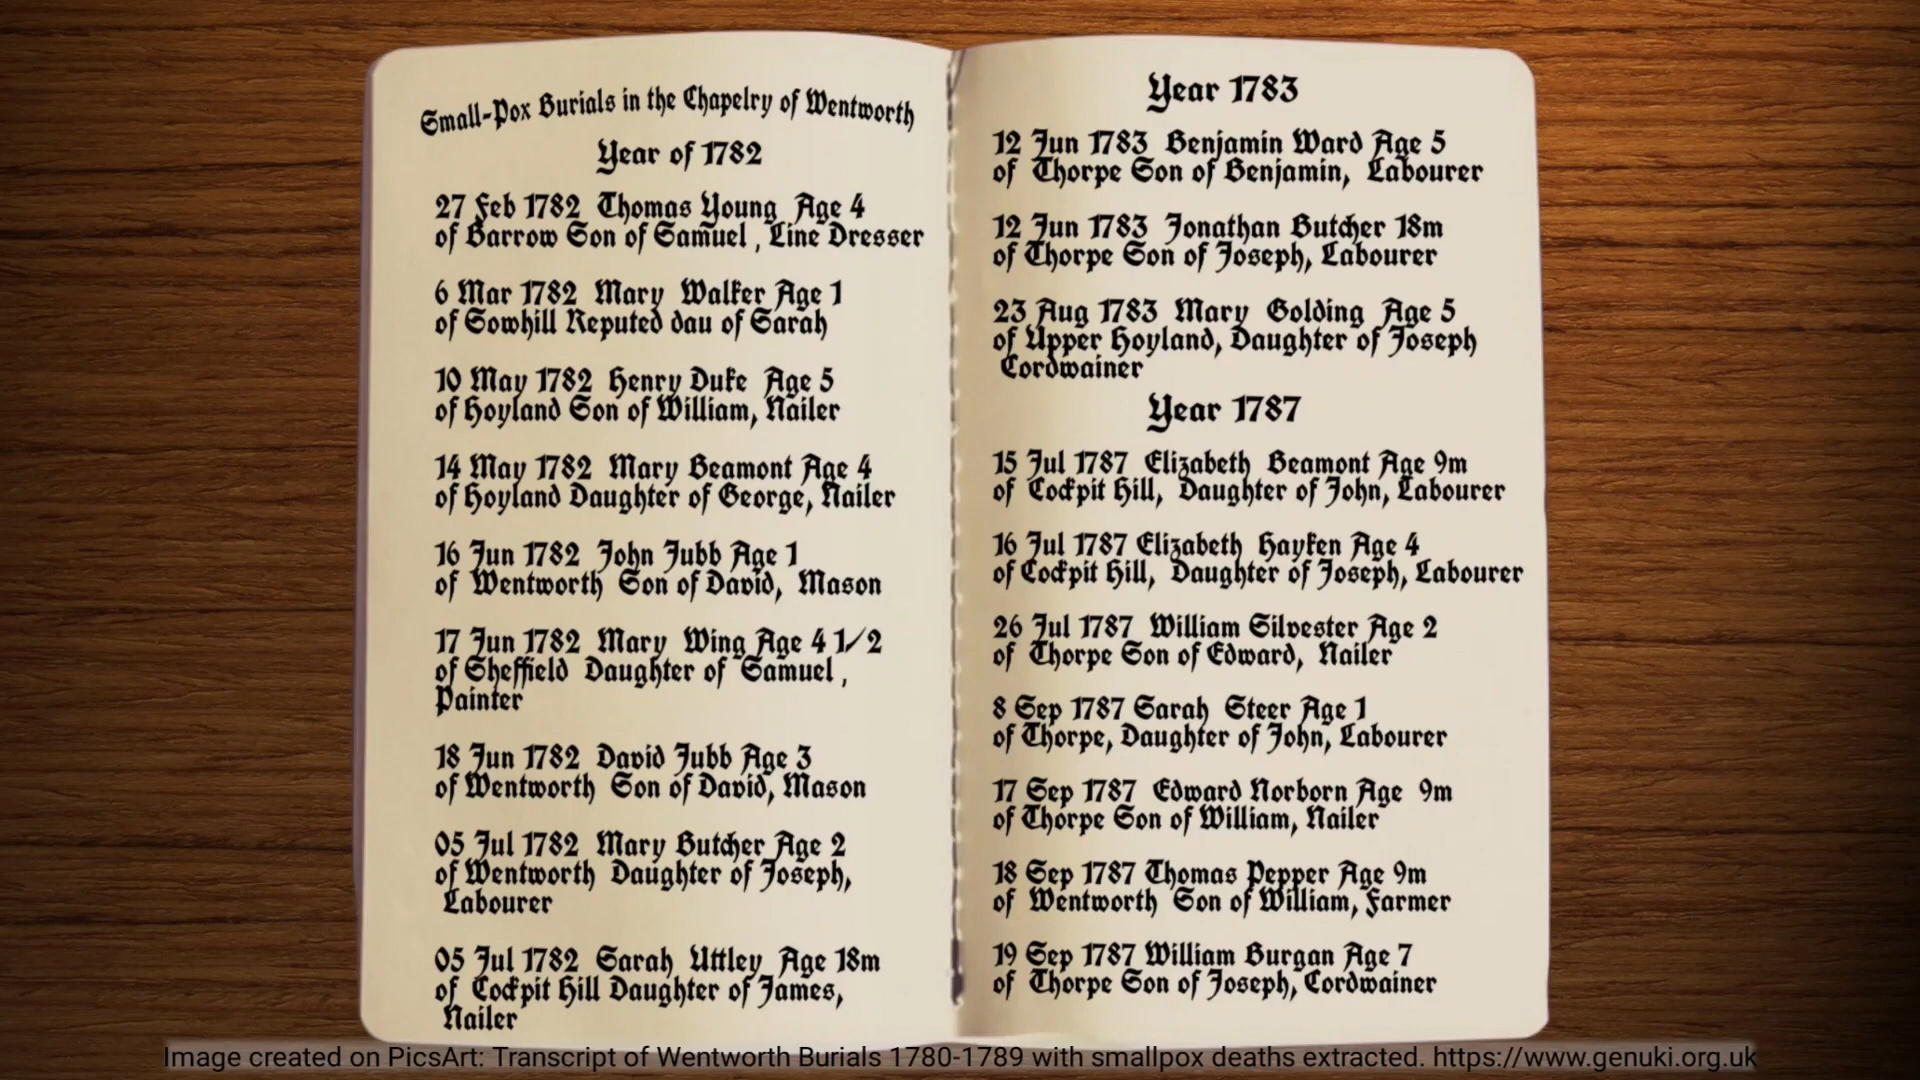 Small-Pox Burials in the Chapelry of Wentworth
Year of 1782
27 Feb 1782 Thomas Young Age 4
of Barrow Son of Samuel , Line Dresser
6 Mar 1782 Mary Walker Age 1
of Sowhill Reputed dau of Sarah
10 May 1782 Henry Duke Age 5
of Hoyland Son of William, Nailer
14 May 1782 Mary Beamont Age 4
of Hoyland Daughter of George, Nailer
16 Jun 1782 John Jubb Age 1
of Wentworth Son of David, Mason
17 Jun 1782 Mary Wing Age 4 1/2
of Sheffield Daughter of Samuel ,
Painter
18 Jun 1782 David Jubb Age 3
of Wentworth Son of David, Mason
05 Jul 1782 Mary Butcher Age 2
of Wentworth Daughter of Joseph,
Labourer
05 Jul 1782 Sarah Uttley Age 18m
of Cockpit Hill Daughter of James,
Nailer
Year 1783
12 Jun 1783 Benjamin Ward Age 5
of Thorpe Son of Benjamin, Labourer
12 Jun 1783 Jonathan Butcher 18m
of Thorpe Son of Joseph, Labourer
23 Aug 1783 Mary Golding Age 5
of Upper Hoyland, Daughter of Joseph
Cordwainer
Year 1787
15 Jul 1787 Elizabeth Beamont Age 9m
of Cockpit Hill, Daughter of John, Labourer
16 Jul 1787 Elizabeth Hayken Age 4
of Cockpit Hill, Daughter of Joseph, Labourer
26 Jul 1787 William Silvester Age 2
of Thorpe Son of Edward, Nailer
8 Sep 1787 Sarah Steer Age 1
of Thorpe, Daughter of John, Labourer
17 Sep 1787 Edward Norborn Age 9m
of Thorpe Son of William, Nailer
18 Sep 1787 Thomas Pepper Age 9m
of Wentworth Son of William, Farmer
19 Sep 1787 William Burgan Age 7
of Thorpe Son of Joseph, Cordwainer
Image created on PicsArt: Transcript of Wentworth Burials 1780-1789 with smallpox deaths extracted. https://www.genuki.org.uk